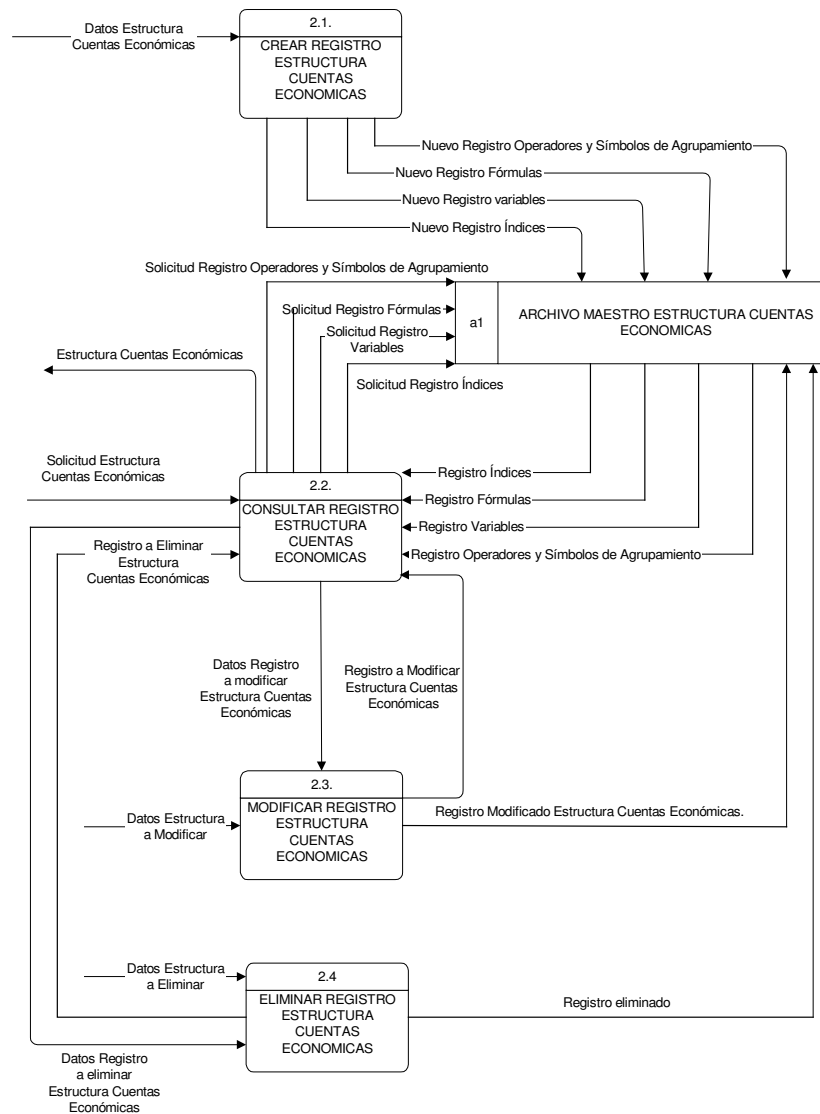 2.1.
Datos Estructura
Cuentas Económicas
CREAR REGISTRO
ESTRUCTURA
CUENTAS
ECONOMICAS
Nuevo Registro Operadores y Símbolos de Agrupamiento
Nuevo Registro Fórmulas
Nuevo Registro variables
Nuevo Registro Índices
Solicitud Registro Operadores y Símbolos de Agrupamiento
Solicitud Registro Fórmulas
Solicitud Registro
Variables
Solicitud Registro Índices
a1
ARCHIVO MAESTRO ESTRUCTURA CUENTAS
ECONOMICAS
Estructura Cuentas Económicas
Solicitud Estructura
Cuentas Económicas
2.2.
CONSULTAR REGISTRO
ESTRUCTURA
CUENTAS
ECONOMICAS
Registro Índices
Registro Fórmulas
Registro Variables
Registro Operadores y Símbolos de Agrupamiento
Registro a Eliminar
Estructura
Cuentas Económicas
Datos Registro
a modificar
Estructura Cuentas
Económicas
Registro a Modificar
Estructura Cuentas
Económicas
2.3.
MODIFICAR REGISTRO
ESTRUCTURA
CUENTAS
ECONOMICAS
Datos Estructura
a Modificar
Registro Modificado Estructura Cuentas Económicas.
Datos Estructura
a Eliminar
2.4
ELIMINAR REGISTRO
ESTRUCTURA
CUENTAS
ECONOMICAS
Registro eliminado
Datos Registro
a eliminar
Estructura Cuentas
Económicas